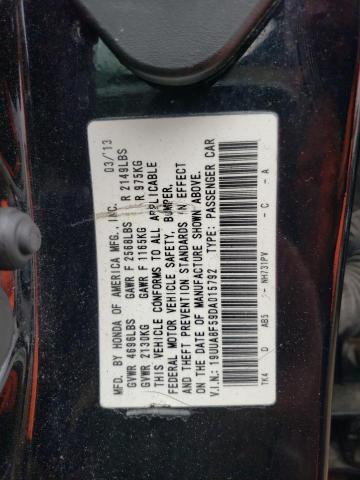 MFD. BY HONDA OF AMERICA MFG., INC. 03/'13
GVWR 4696LBS GAWR F 2568LBS R 2149LBS
GVWR 2130KG GAWR F 1165KG R 975KG
THIS VEHICLE CONFORMS TO ALL APPLICABLE
FEDERAL MOTOR VEHICLE SAFETY, BUMPER,
AND THEFT PREVENTION STANDARDS IN EFFECT
ON THE DATE OF MANUFACTURE SHOWN ABOVE.
V.I.N.: 19UUA8F59DA015792 TYPE: PASSENGER CAR
TK4 D AB5 - NH731PV - C - A